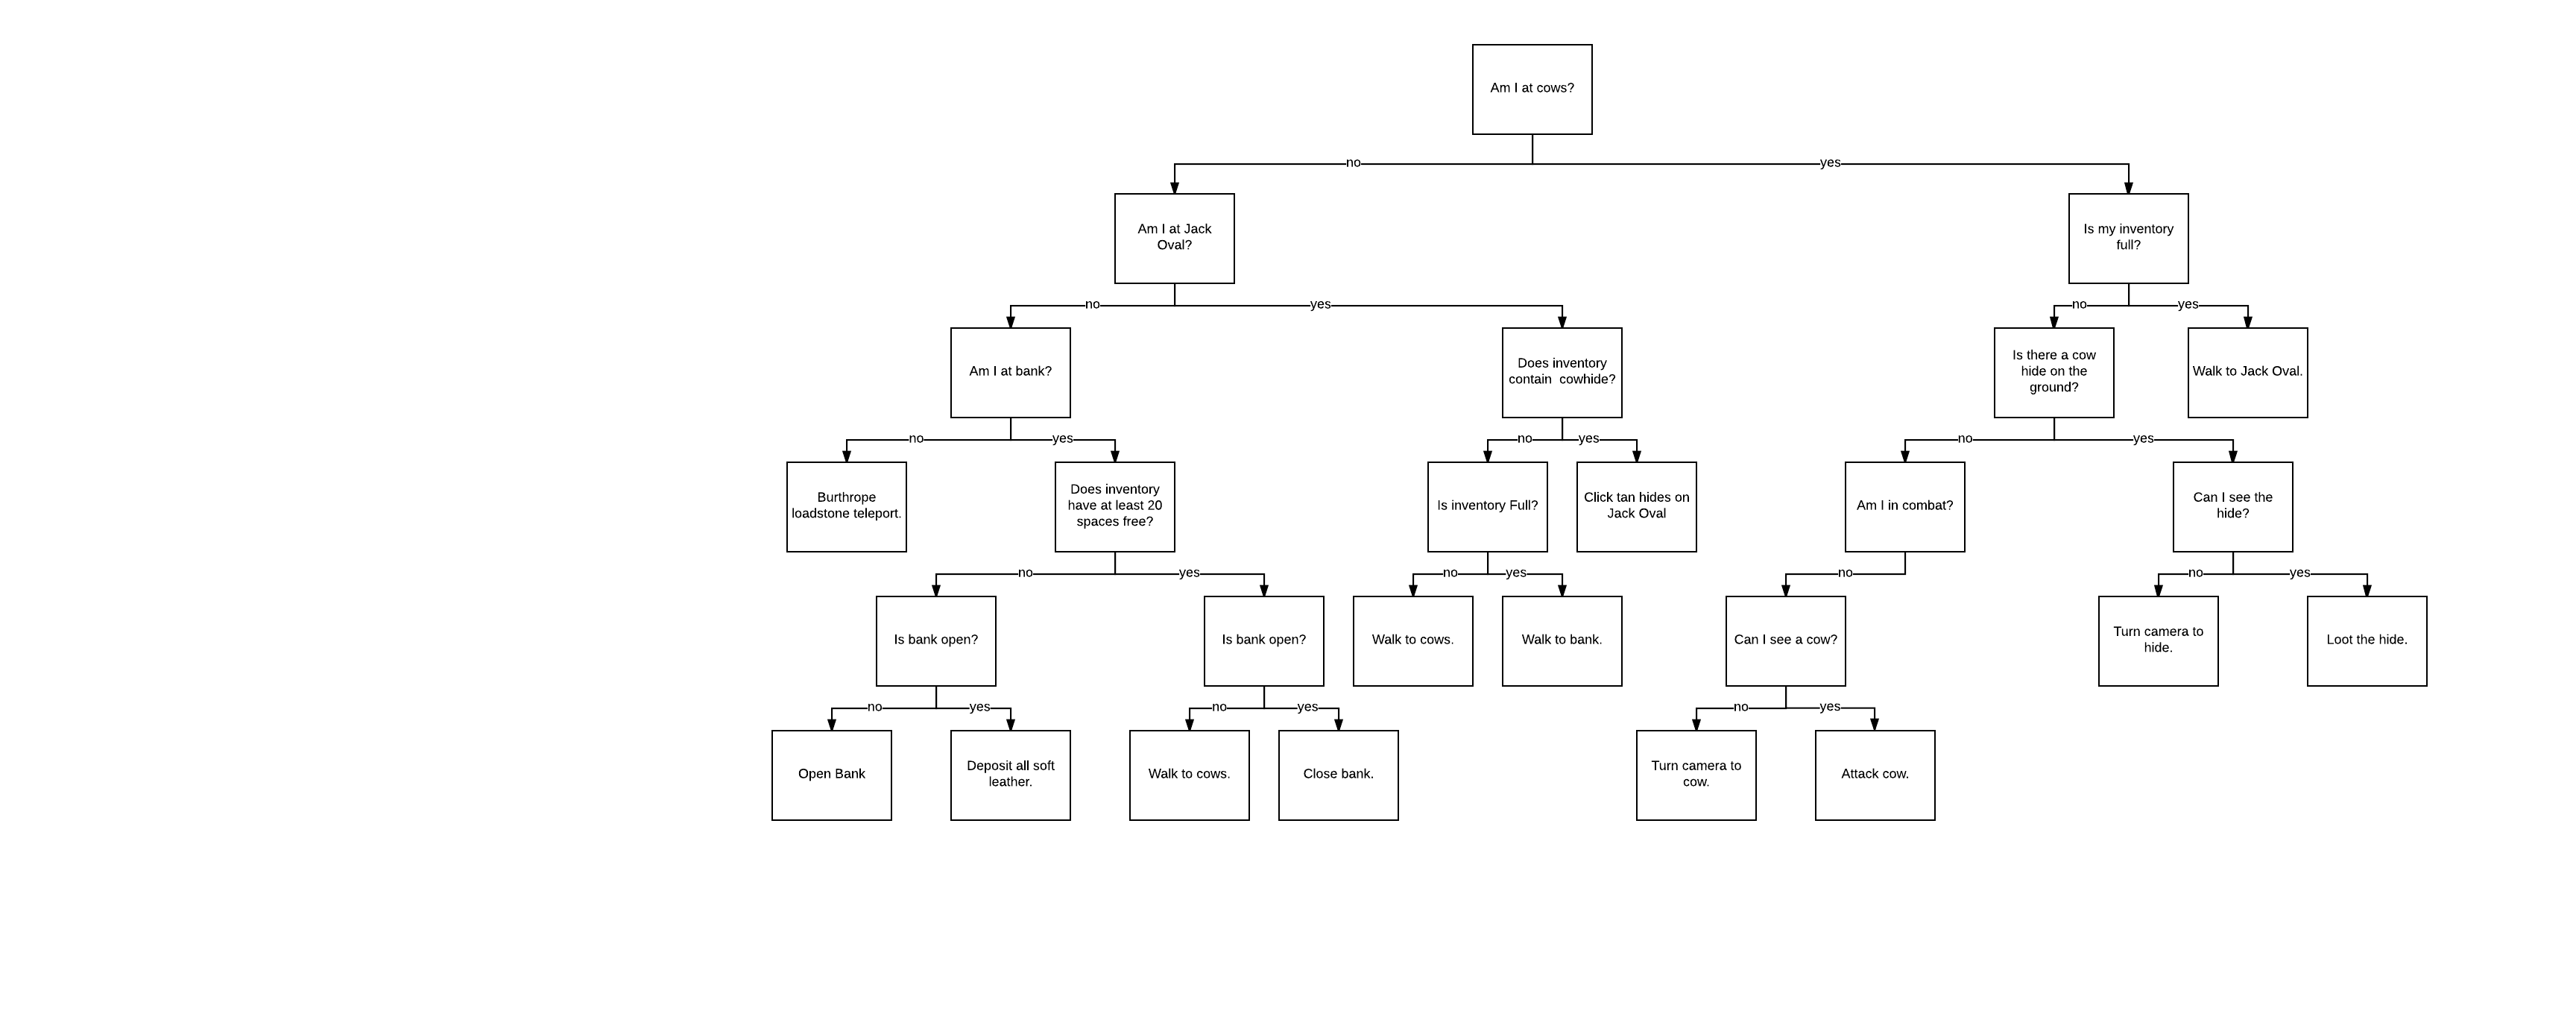 Am I at cows?
no
yes
Am I at Jack
Oval?
Is my inventory
full?
no
yes
no
yes
Am I at bank?
Does inventory
contain  cowhide?
Is there a cow
hide on the
ground?
Walk to Jack Oval.
no
yes
no
yes
no
yes
Burthrope
loadstone teleport.
Does inventory
have at least 20
spaces free?
Is inventory Full?
Click tan hides on
Jack Oval
Am I in combat?
Can I see the
hide?
no
yes
no
yes
no
no
yes
Is bank open?
Is bank open?
Walk to cows.
Walk to bank.
Can I see a cow?
Turn camera to
hide.
Loot the hide.
no
yes
no
yes
no
yes
Open Bank
Deposit all soft
leather.
Walk to cows.
Close bank.
Turn camera to
cow.
Attack cow.